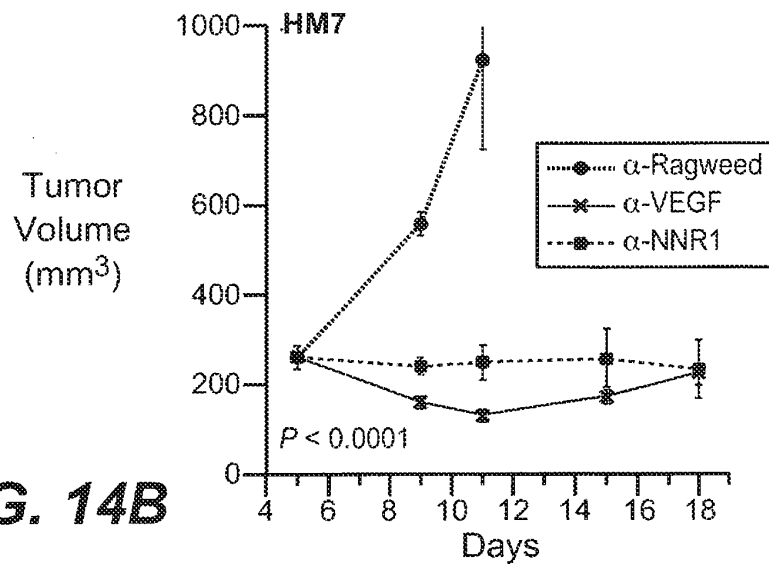 1000
HM7
800
600
400
200
0
Tumor
Volume
(mm³)
α-Ragweed
α-VEGF
α-NNR1
P < 0.0001
4 6 8 10 12 14 16 18
Days
G. 14B